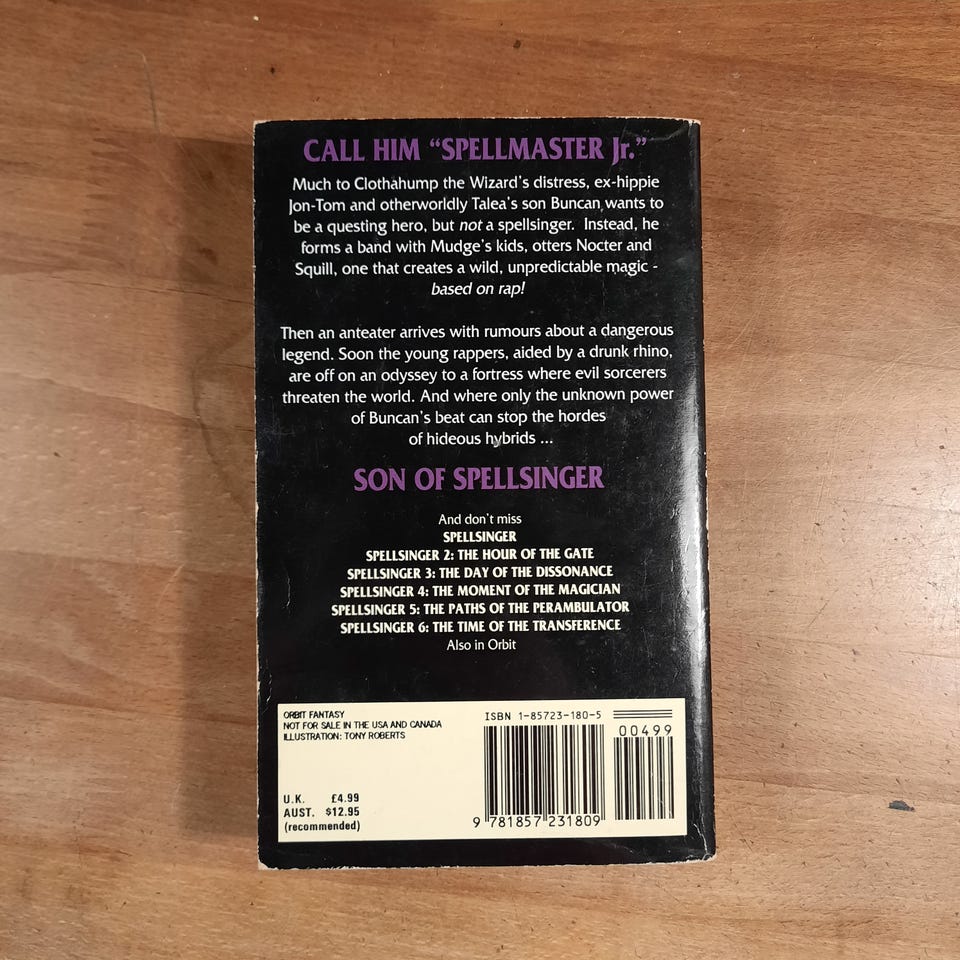 CALL HIM “SPELLMASTER Jr.”
Much to Clothahump the Wizard's distress, ex-hippie
Jon-Tom and otherworldly Talea's son Buncan wants to
be a questing hero, but not a spellsinger. Instead, he
forms a band with Mudge's kids, otters Nocter and
Squill, one that creates a wild, unpredictable magic -
based on rap!
Then an anteater arrives with rumours about a dangerous
legend. Soon the young rappers, aided by a drunk rhino,
are off on an odyssey to a fortress where evil sorcerers
threaten the world. And where only the unknown power
of Buncan's beat can stop the hordes
of hideous hybrids ...
SON OF SPELLSINGER
And don't miss
SPELLSINGER
SPELLSINGER 2: THE HOUR OF THE GATE
SPELLSINGER 3: THE DAY OF THE DISSONANCE
SPELLSINGER 4: THE MOMENT OF THE MAGICIAN
SPELLSINGER 5: THE PATHS OF THE PERAMBULATOR
SPELLSINGER 6: THE TIME OF THE TRANSFERENCE
Also in Orbit
ORBIT FANTASY
NOT FOR SALE IN THE USA AND CANADA
ILLUSTRATION: TONY ROBERTS
U.K. £4.99
AUST. $12.95
(recommended)
ISBN 1-85723-180-5
00499
9 781857 231809